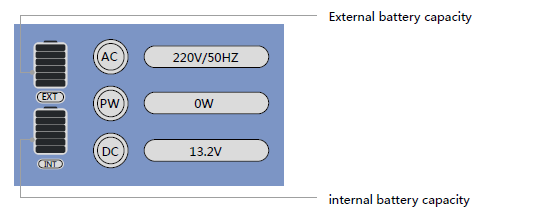 External battery capacity
AC 220V/50HZ
EXT
PW 0W
DC 13.2V
INT
internal battery capacity